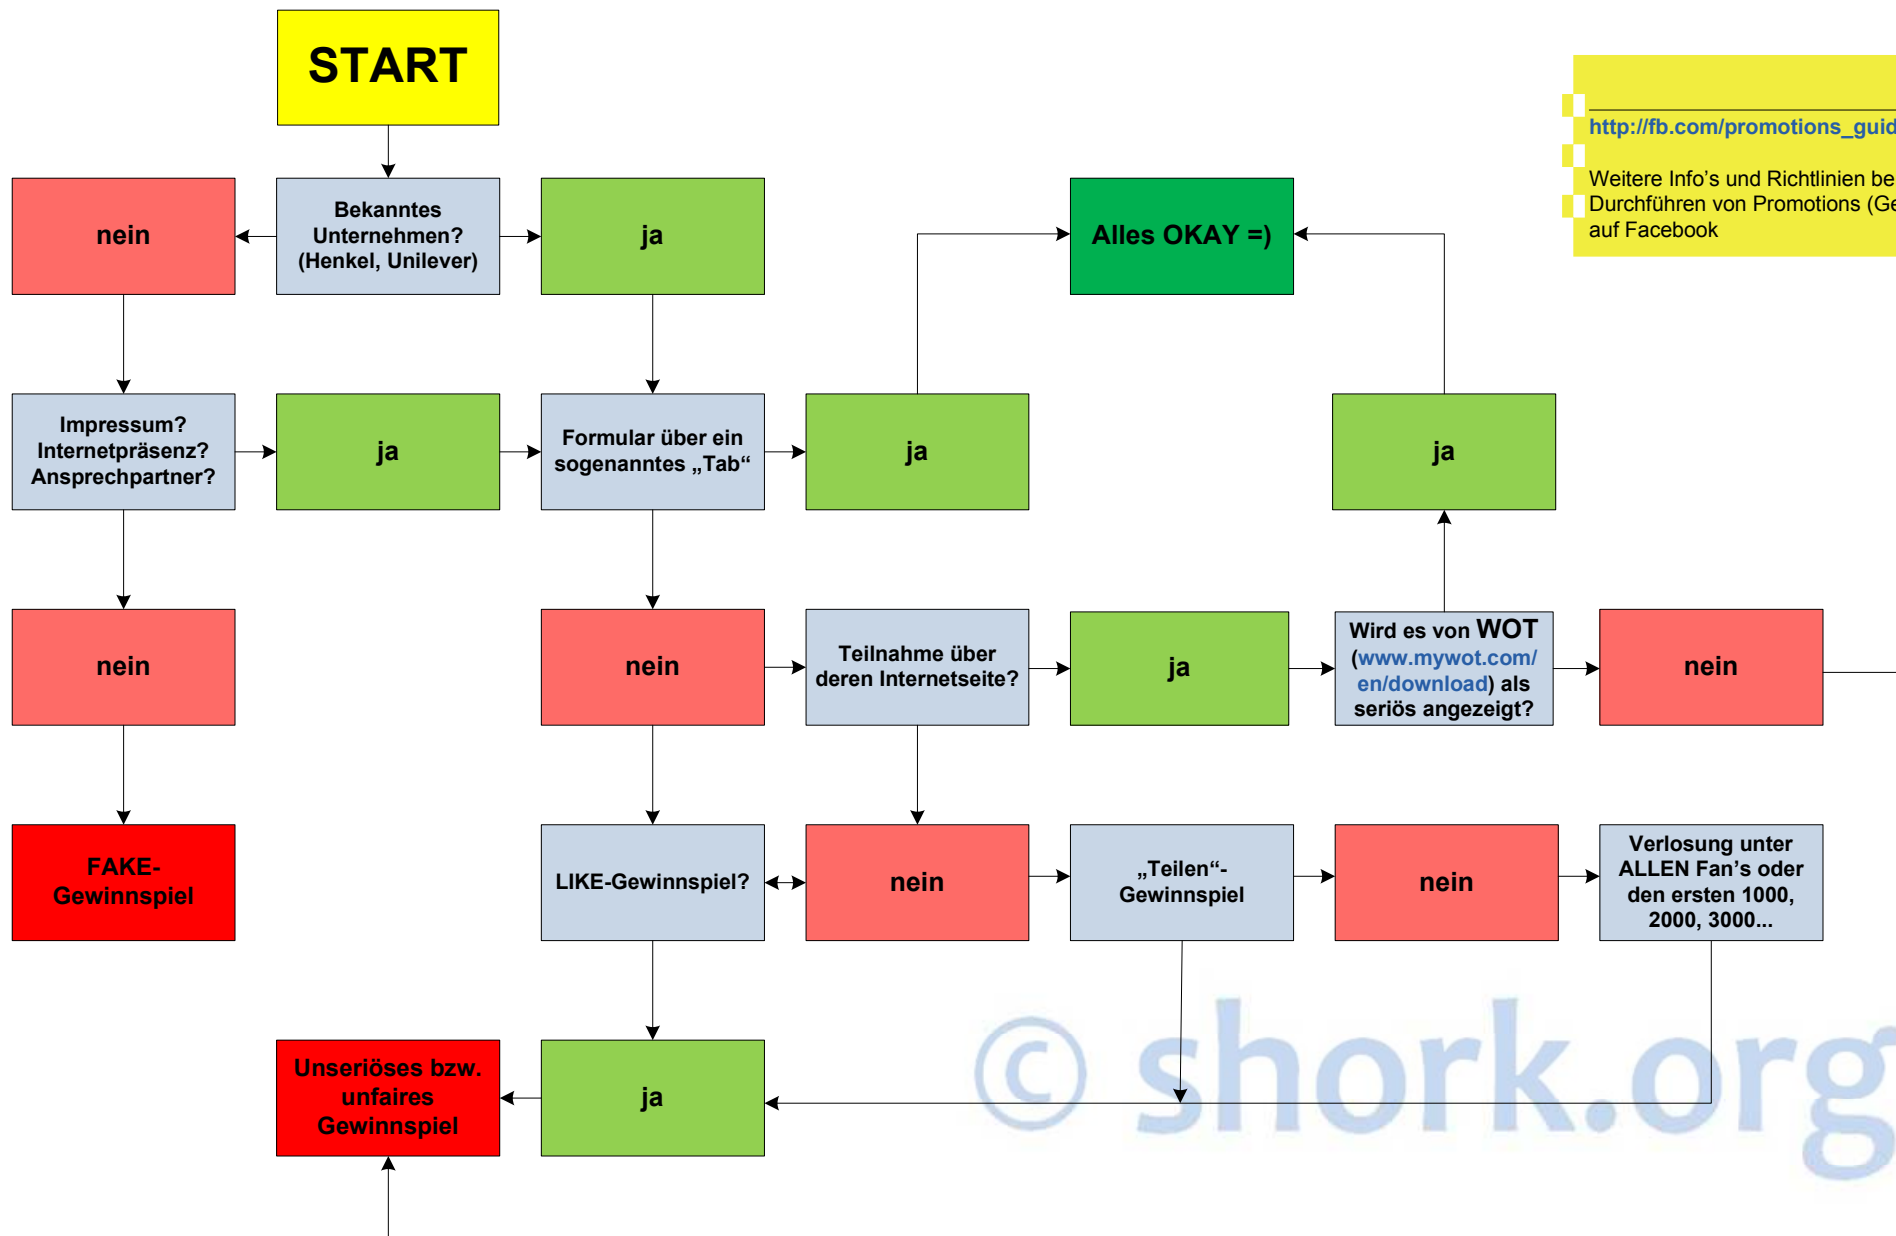 START
http://fb.com/promotions_guid
Weitere Info's und Richtlinien be
Durchführen von Promotions (Ge
auf Facebook
nein
Bekanntes
Unternehmen?
(Henkel, Unilever)
ja
Alles OKAY =)
Impressum?
Internetpräsenz?
Ansprechpartner?
ja
Formular über ein
sogenanntes „Tab“
ja
ja
nein
nein
Teilnahme über
deren Internetseite?
ja
Wird es von WOT
(www.mywot.com/
en/download) als
seriös angezeigt?
nein
FAKE-
Gewinnspiel
LIKE-Gewinnspiel?
nein
„Teilen“-
Gewinnspiel
nein
Verlosung unter
ALLEN Fan's oder
den ersten 1000,
2000, 3000...
Unseriöses bzw.
unfaires
Gewinnspiel
ja
© shork.org